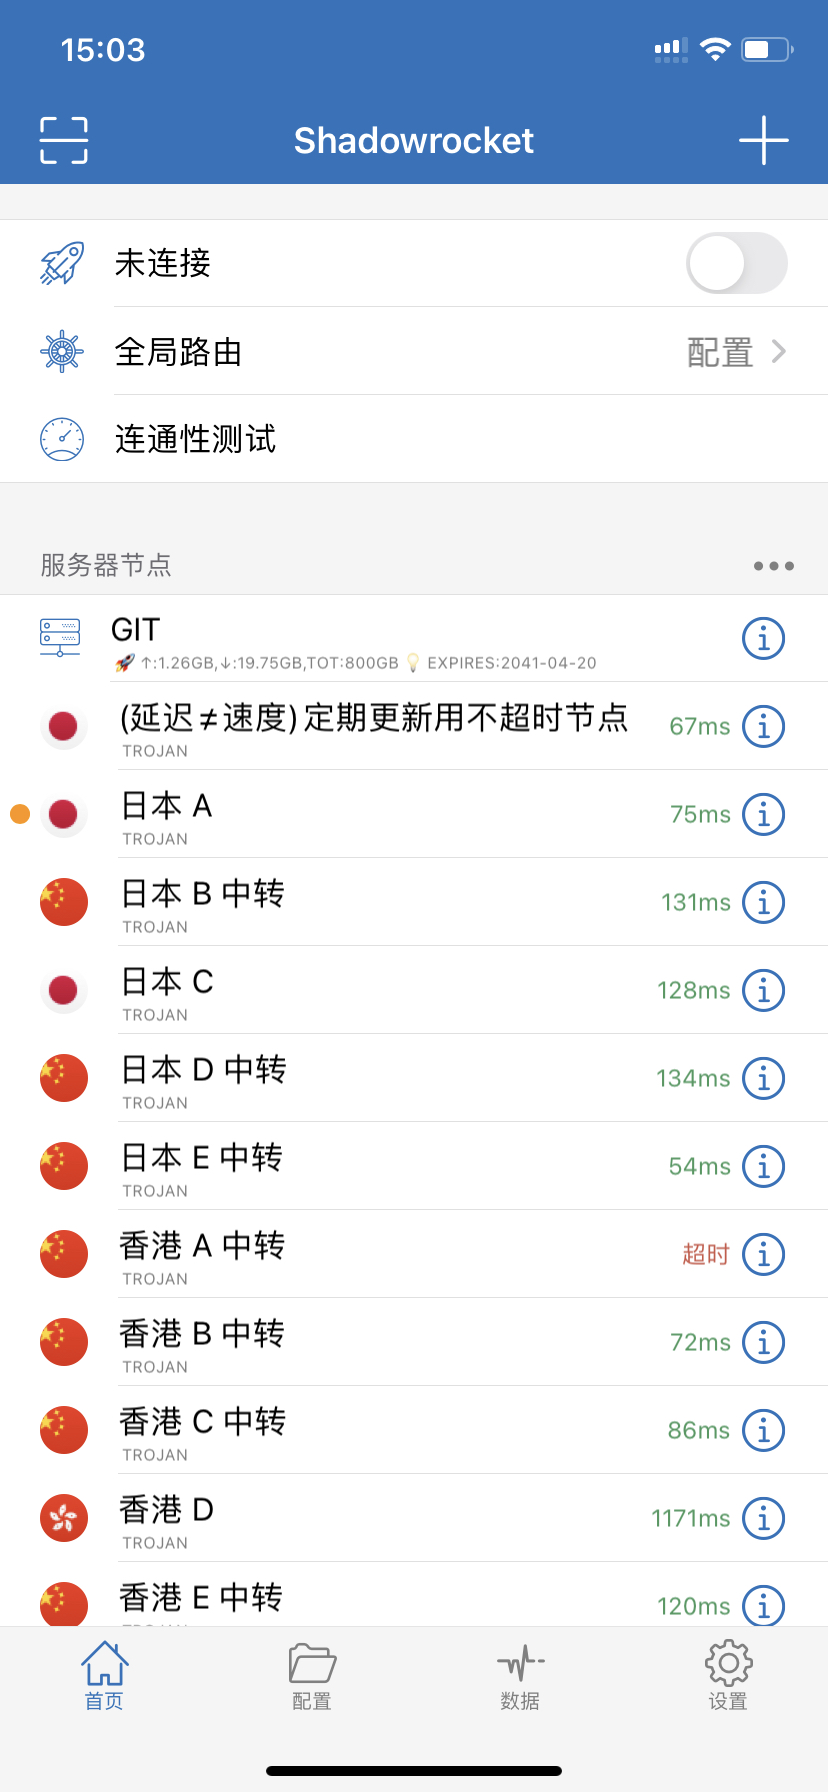 15:03
Shadowrocket
未连接
全局路由 配置
连通性测试
服务器节点
GIT
🚀 ↑:1.26GB,↓:19.75GB,TOT:800GB 💡 EXPIRES:2041-04-20
(延迟≠速度)定期更新用不超时节点 67ms
TROJAN
日本 A 75ms
TROJAN
日本 B 中转 131ms
TROJAN
日本 C 128ms
TROJAN
日本 D 中转 134ms
TROJAN
日本 E 中转 54ms
TROJAN
香港 A 中转 超时
TROJAN
香港 B 中转 72ms
TROJAN
香港 C 中转 86ms
TROJAN
香港 D 1171ms
TROJAN
香港 E 中转 120ms
首页 配置 数据 设置